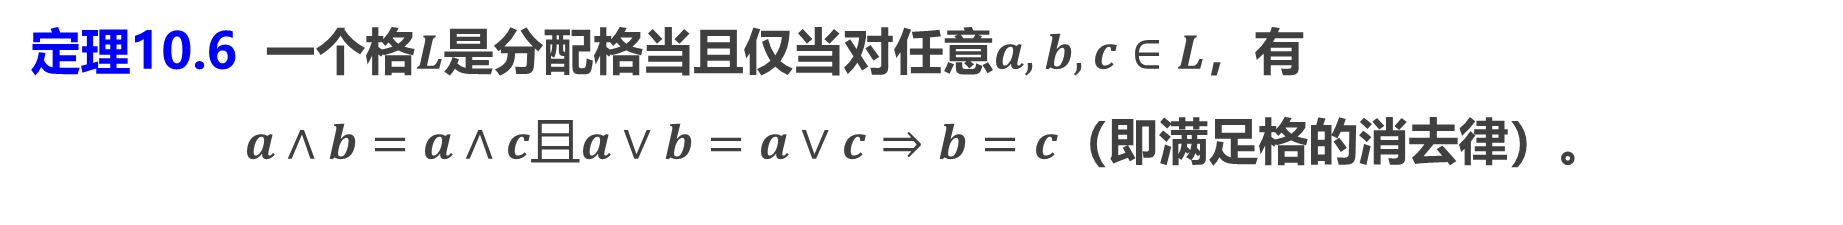 定理10.6 一个格L是分配格当且仅当对任意a, b, c ∈ L，有
a ∧ b = a ∧ c且a ∨ b = a ∨ c ⇒ b = c（即满足格的消去律）。